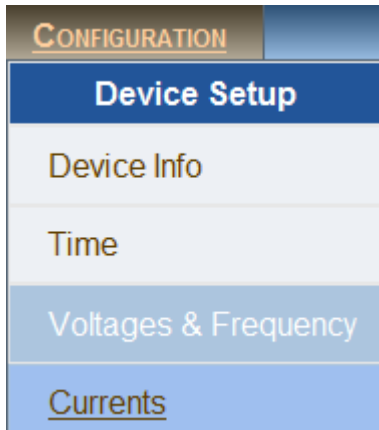 CONFIGURATION
Device Setup
Device Info
Time
Voltages & Frequency
Currents